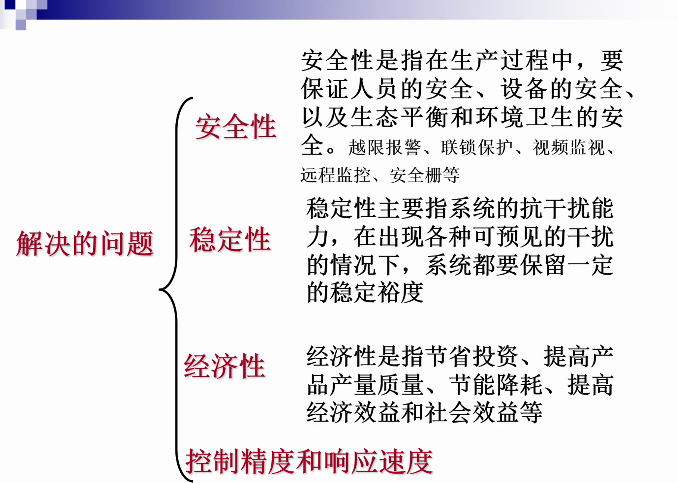 解决的问题
安全性
安全性是指在生产过程中，要
保证人员的安全、设备的安全、
以及生态平衡和环境卫生的安
全。越限报警、联锁保护、视频监视、
远程监控、安全栅等
稳定性
稳定性主要指系统的抗干扰能
力，在出现各种可预见的干扰
的情况下，系统都要保留一定
的稳定裕度
经济性
经济性是指节省投资、提高产
品产量质量、节能降耗、提高
经济效益和社会效益等
控制精度和响应速度